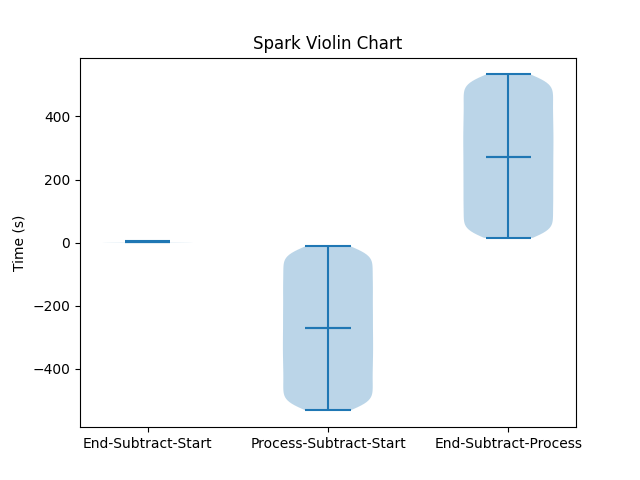 Spark Violin Chart
Time (s)
400
200
0
−200
−400
End-Subtract-Start
Process-Subtract-Start
End-Subtract-Process